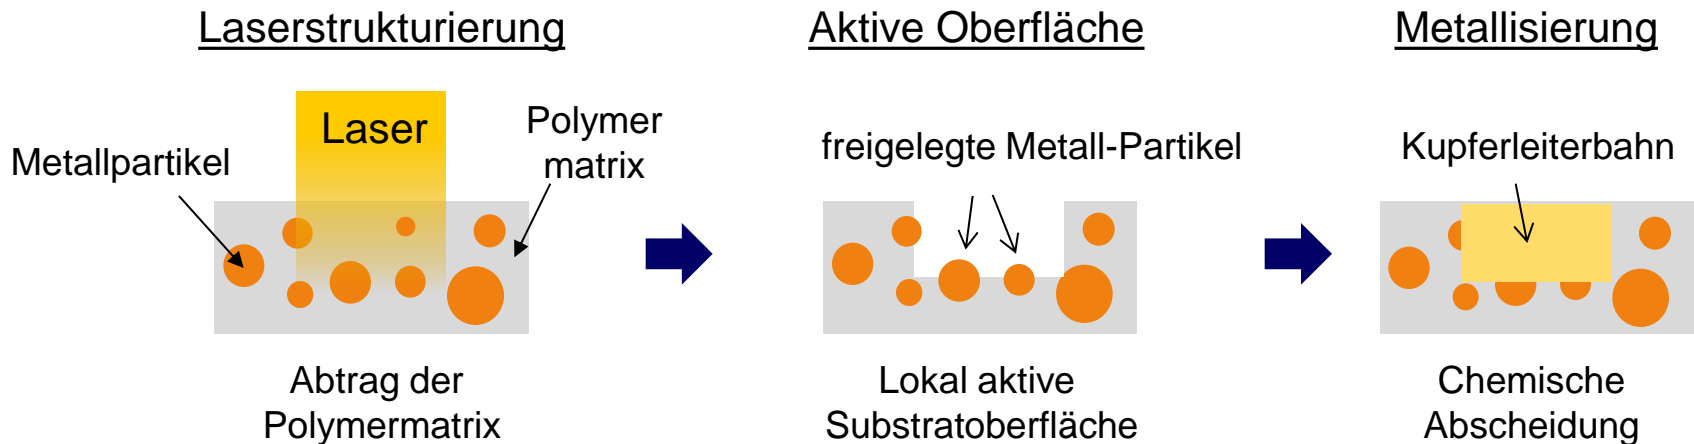 Laserstrukturierung
Aktive Oberfläche
Metallisierung
Laser
Polymer
matrix
Metallpartikel
freigelegte Metall-Partikel
Kupferleiterbahn
Abtrag der
Polymermatrix
Lokal aktive
Substratoberfläche
Chemische
Abscheidung